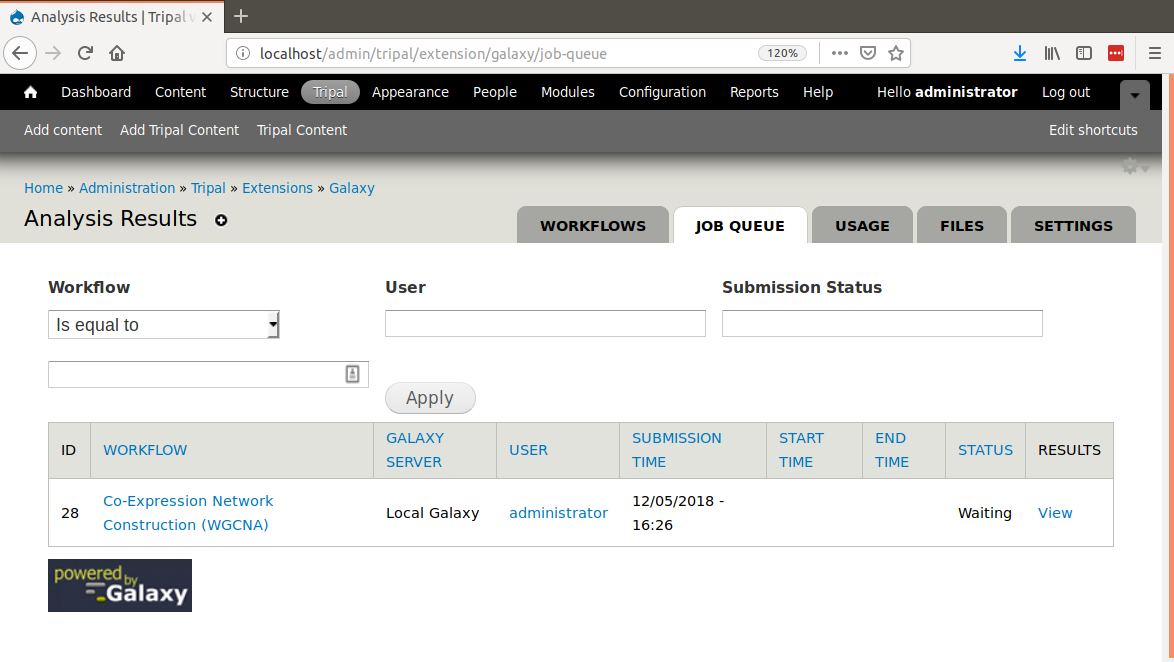 Analysis Results | Tripal
localhost/admin/tripal/extension/galaxy/job-queue 120%
Dashboard Content Structure Tripal Appearance People Modules Configuration Reports Help Hello administrator Log out
Add content Add Tripal Content Tripal Content Edit shortcuts
Home » Administration » Tripal » Extensions » Galaxy
Analysis Results
WORKFLOWS JOB QUEUE USAGE FILES SETTINGS
Workflow User Submission Status
Is equal to
Apply
ID WORKFLOW GALAXY SERVER USER SUBMISSION TIME START TIME END TIME STATUS RESULTS
28 Co-Expression Network Construction (WGCNA) Local Galaxy administrator 12/05/2018 - 16:26 Waiting View
powered by
Galaxy